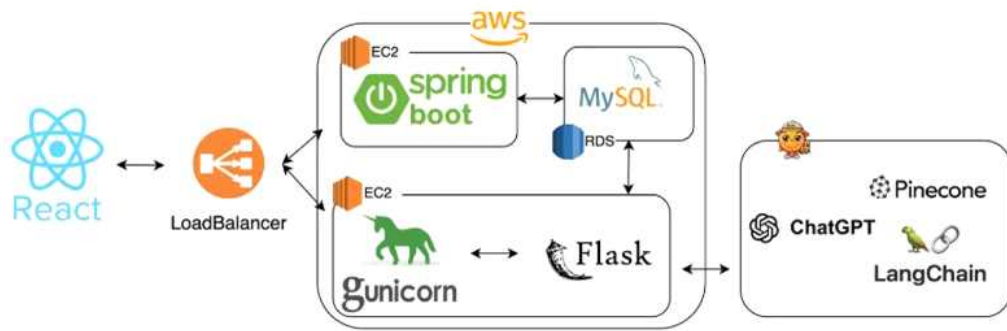 aws
EC2
spring
boot
MySQL
RDS
React
LoadBalancer
EC2
gunicorn
Flask
Pinecone
ChatGPT
LangChain